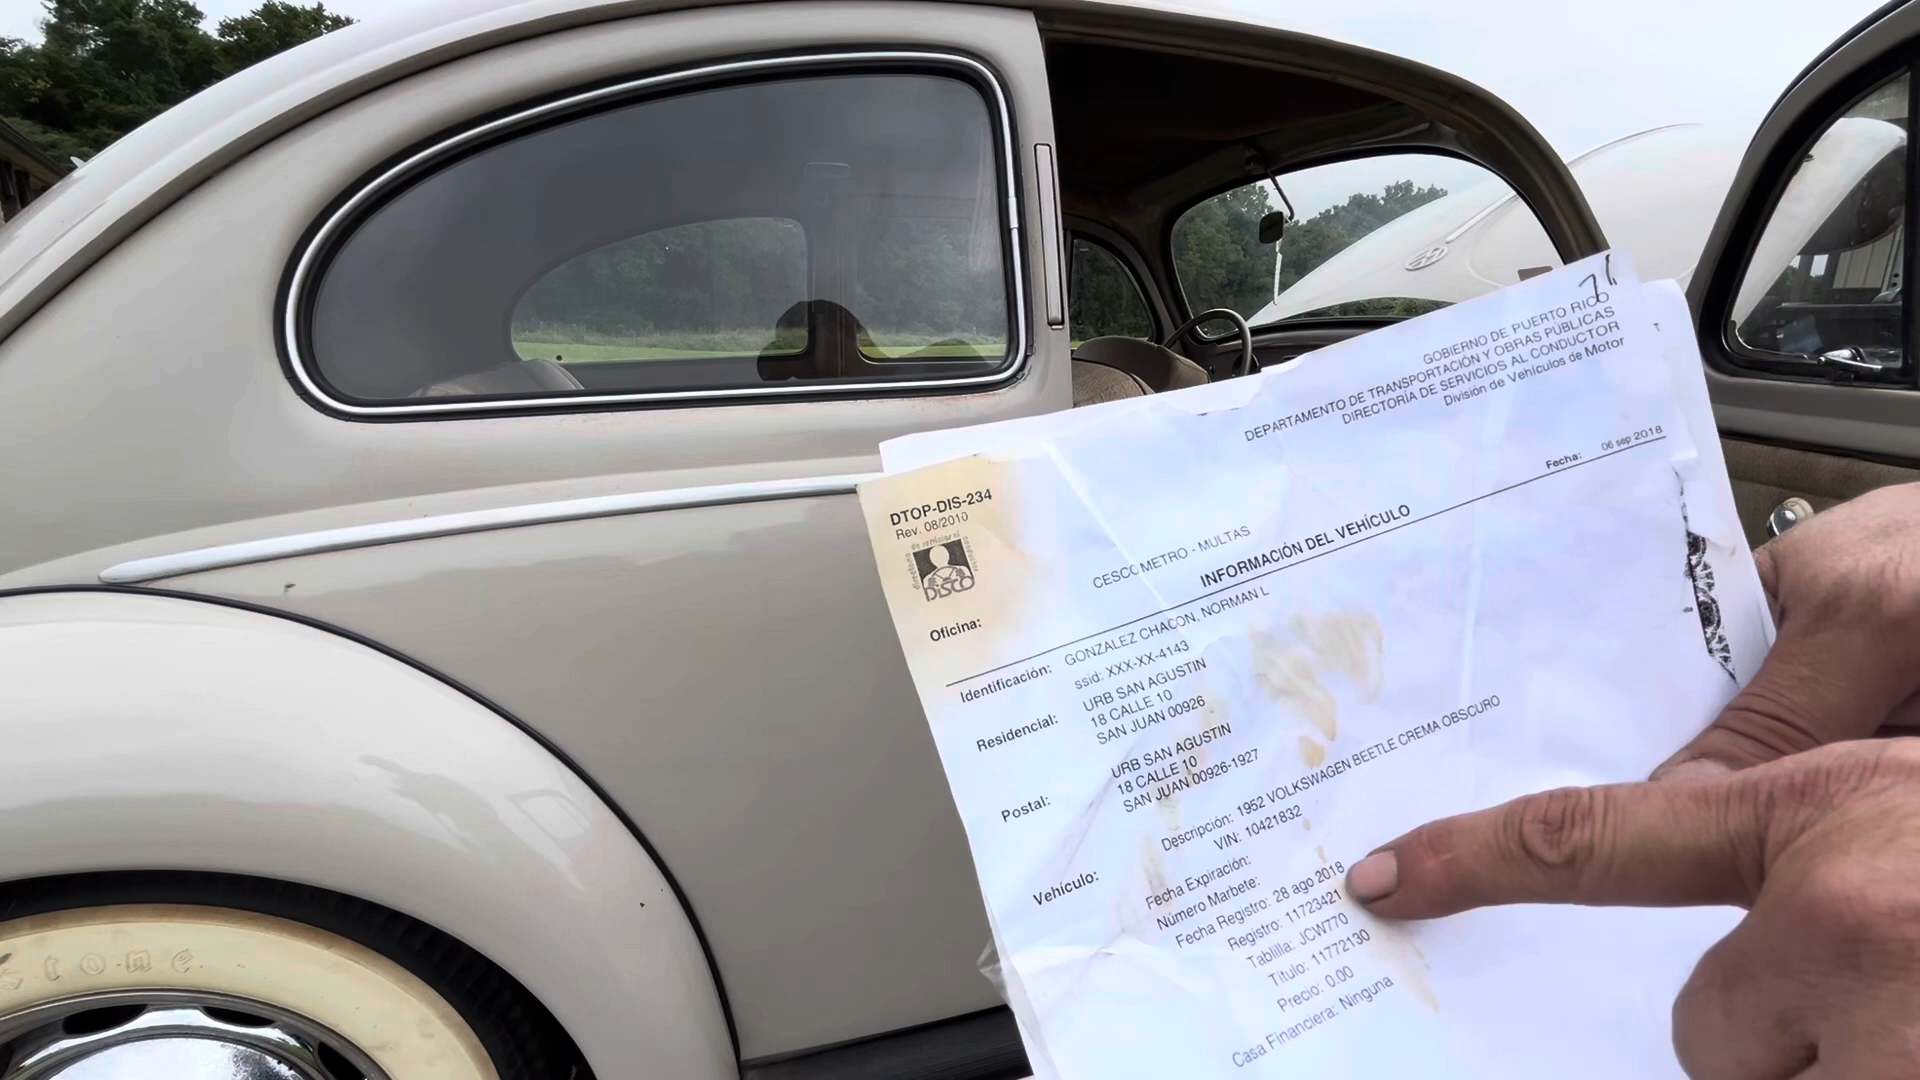 GOBIERNO DE PUERTO RICO
DEPARTAMENTO DE TRANSPORTACIÓN Y OBRAS PÚBLICAS
DIRECTORÍA DE SERVICIOS AL CONDUCTOR
División de Vehículos de Motor
Fecha: 06 sep 2018
DTOP-DIS-234
Rev. 08/2010
DISCO
CESCO METRO - MULTAS
INFORMACIÓN DEL VEHÍCULO
Oficina:
Identificación: GONZALEZ CHACON, NORMAN L
ssid: XXX-XX-4143
Residencial: URB SAN AGUSTIN
18 CALLE 10
SAN JUAN 00926
Postal: URB SAN AGUSTIN
18 CALLE 10
SAN JUAN 00926-1927
Vehículo: Descripción: 1952 VOLKSWAGEN BEETLE CREMA OBSCURO
VIN: 10421832
Fecha Expiración:
Número Marbete:
Fecha Registro: 28 ago 2018
Registro: 11723421
Tablilla: JCW770
Título: 11772130
Precio: 0.00
Casa Financiera: Ninguna